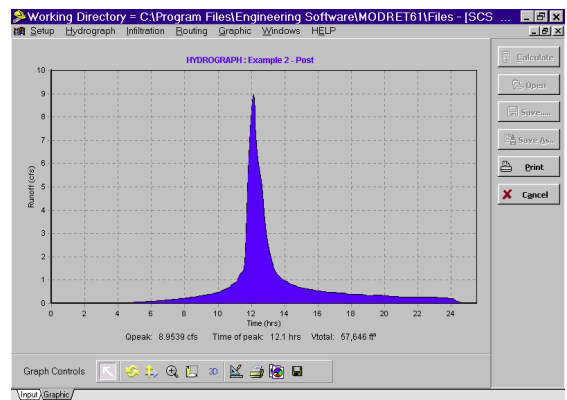 Working Directory = C:\Program Files\Engineering Software\MODRET61\Files - [SCS ...
Setup Hydrograph Infiltration Routing Graphic Windows HELP
HYDROGRAPH : Example 2 - Post
Calculate
Open
Save.....
Save As..
Print
Cancel
Runoff (cfs)
10
9
8
7
6
5
4
3
2
1
0
0 2 4 6 8 10 12 14 16 18 20 22 24
Time (hrs)
Qpeak: 8.9539 cfs Time of peak: 12.1 hrs Vtotal: 57,646 ft³
Graph Controls 3D
Input Graphic